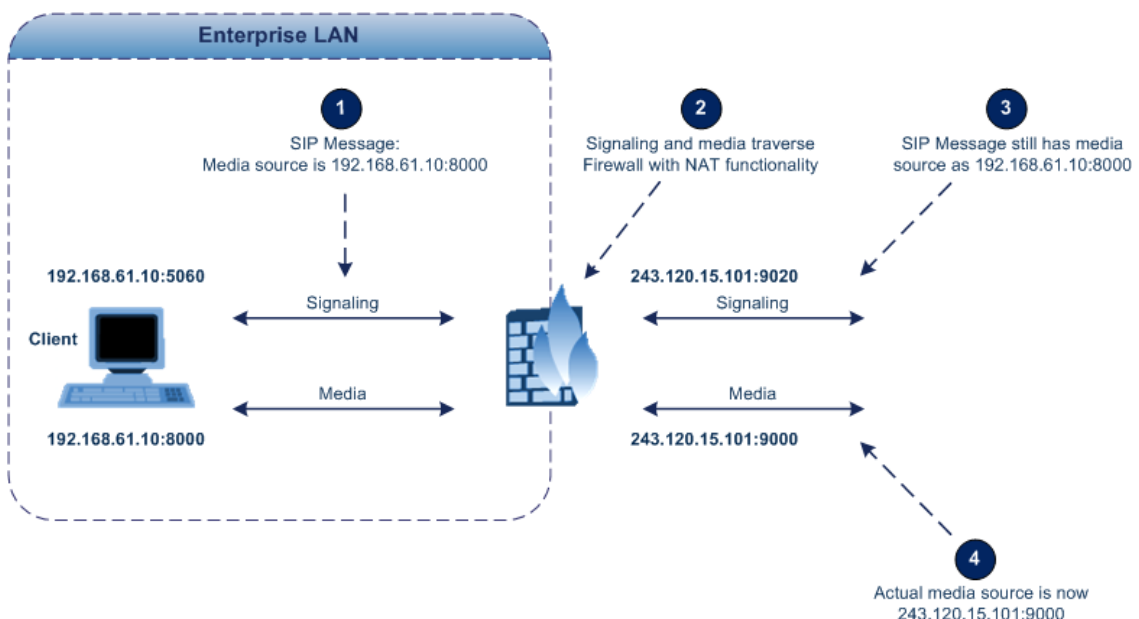 Enterprise LAN
1
SIP Message:
Media source is 192.168.61.10:8000
2
Signaling and media traverse
Firewall with NAT functionality
3
SIP Message still has media
source as 192.168.61.10:8000
192.168.61.10:5060
243.120.15.101:9020
Signaling
Signaling
Client
Media
Media
192.168.61.10:8000
243.120.15.101:9000
4
Actual media source is now
243.120.15.101:9000